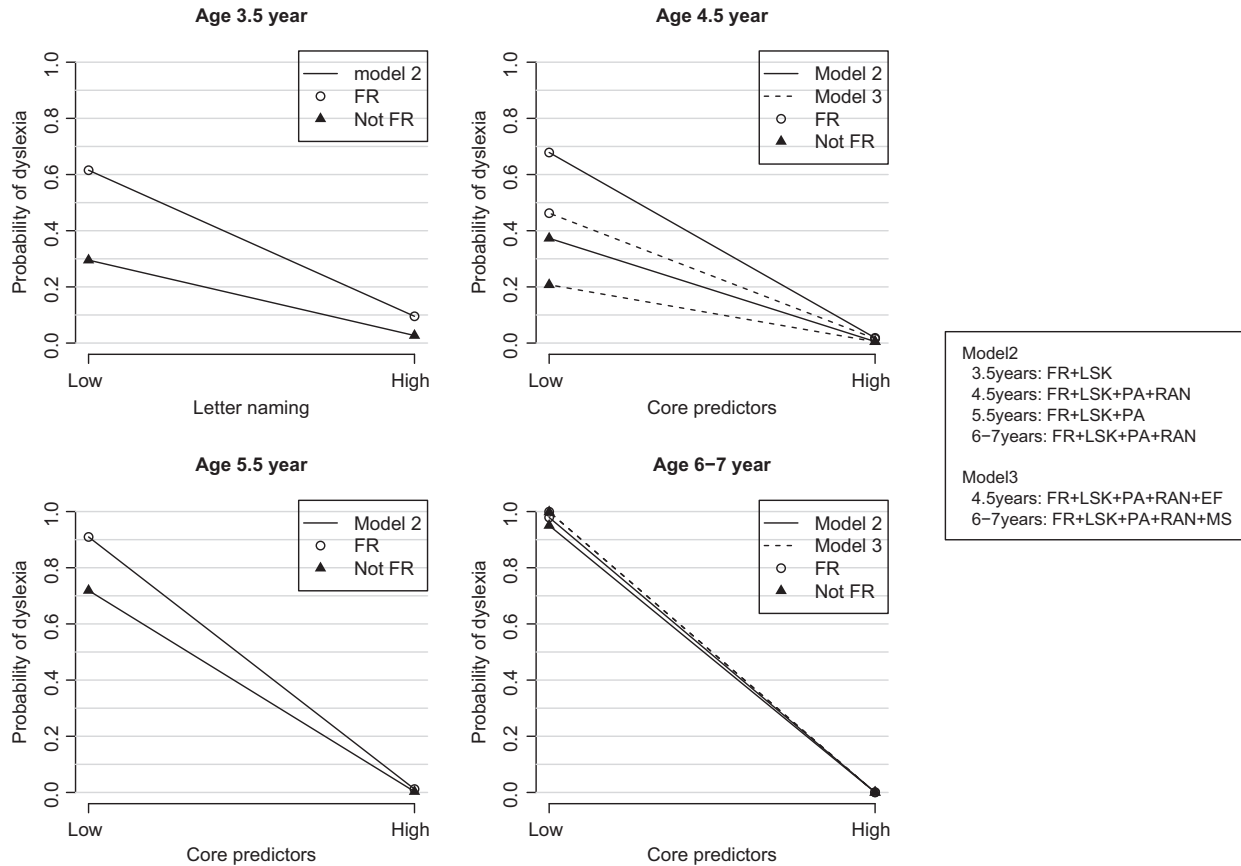 Age 3.5 year
Probability of dyslexia
0.0 0.2 0.4 0.6 0.8 1.0
model 2
FR
Not FR
Low High
Letter naming
Age 4.5 year
Probability of dyslexia
0.0 0.2 0.4 0.6 0.8 1.0
Model 2
Model 3
FR
Not FR
Low High
Core predictors
Age 5.5 year
Probability of dyslexia
0.0 0.2 0.4 0.6 0.8 1.0
Model 2
FR
Not FR
Low High
Core predictors
Age 6−7 year
Probability of dyslexia
0.0 0.2 0.4 0.6 0.8 1.0
Model 2
Model 3
FR
Not FR
Low High
Core predictors
Model2
3.5years: FR+LSK
4.5years: FR+LSK+PA+RAN
5.5years: FR+LSK+PA
6−7years: FR+LSK+PA+RAN
Model3
4.5years: FR+LSK+PA+RAN+EF
6−7years: FR+LSK+PA+RAN+MS